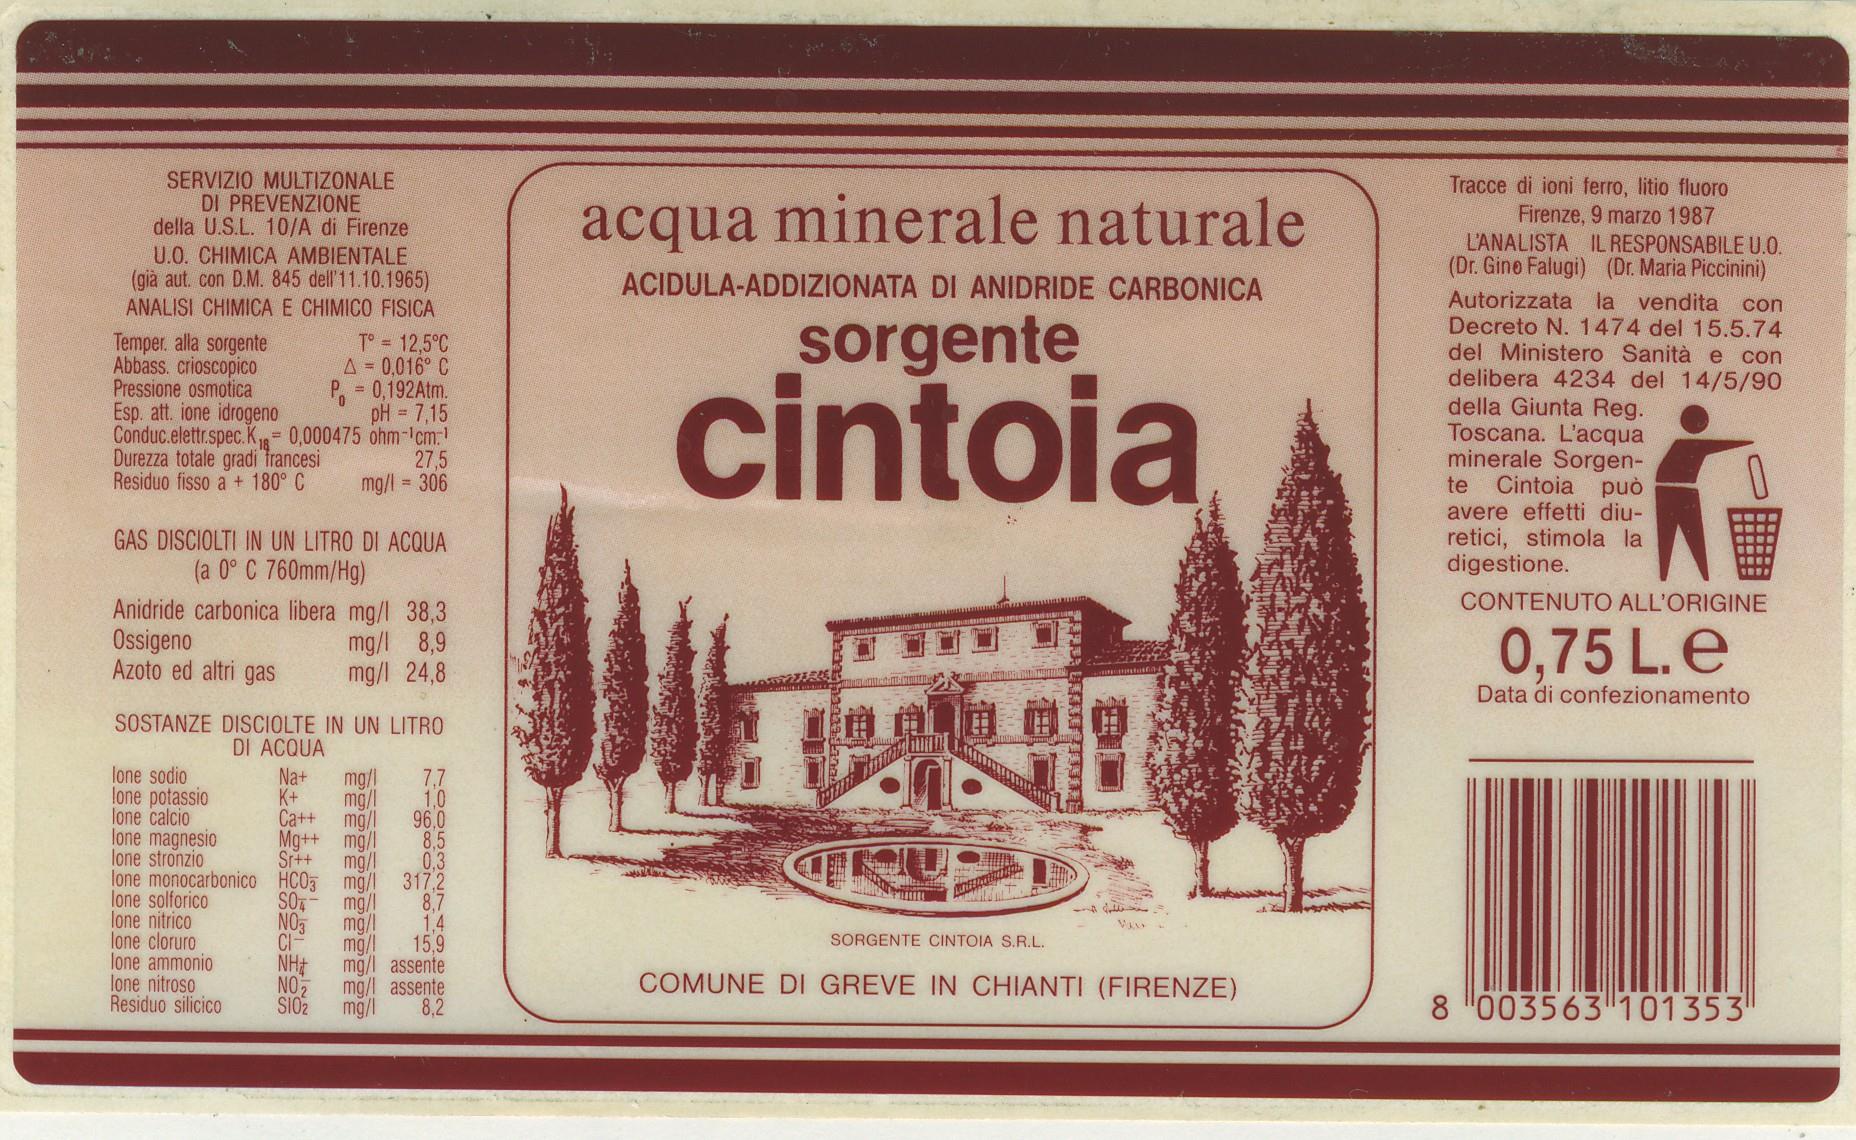 SERVIZIO MULTIZONALE
DI PREVENZIONE
della U.S.L. 10/A di Firenze
U.O. CHIMICA AMBIENTALE
(già aut. con D.M. 845 dell'11.10.1965)
ANALISI CHIMICA E CHIMICO FISICA
Temper. alla sorgente T° = 12,5°C
Abbass. crioscopico Δ = 0,016° C
Pressione osmotica P₀ = 0,192Atm.
Esp. att. ione idrogeno pH = 7,15
Conduc.elettr.spec.K₁₈ = 0,000475 ohm⁻¹cm⁻¹
Durezza totale gradi francesi 27,5
Residuo fisso a + 180° C mg/l = 306
GAS DISCIOLTI IN UN LITRO DI ACQUA
(a 0° C 760mm/Hg)
Anidride carbonica libera mg/l 38,3
Ossigeno mg/l 8,9
Azoto ed altri gas mg/l 24,8
SOSTANZE DISCIOLTE IN UN LITRO
DI ACQUA
Ione sodio Na+ mg/l 7,7
Ione potassio K+ mg/l 1,0
Ione calcio Ca++ mg/l 96,0
Ione magnesio Mg++ mg/l 8,5
Ione stronzio Sr++ mg/l 0,3
Ione monocarbonico HCO₃⁻ mg/l 317,2
Ione solforico SO₄⁻⁻ mg/l 8,7
Ione nitrico NO₃⁻ mg/l 1,4
Ione cloruro Cl⁻ mg/l 15,9
Ione ammonio NH₄+ mg/l assente
Ione nitroso NO₂⁻ mg/l assente
Residuo silicico SIO₂ mg/l 8,2
acqua minerale naturale
ACIDULA-ADDIZIONATA DI ANIDRIDE CARBONICA
sorgente
cintoia
SORGENTE CINTOIA S.R.L.
COMUNE DI GREVE IN CHIANTI (FIRENZE)
Tracce di ioni ferro, litio fluoro
Firenze, 9 marzo 1987
L'ANALISTA IL RESPONSABILE U.O.
(Dr. Gino Falugi) (Dr. Maria Piccinini)
Autorizzata la vendita con
Decreto N. 1474 del 15.5.74
del Ministero Sanità e con
delibera 4234 del 14/5/90
della Giunta Reg.
Toscana. L'acqua
minerale Sorgen-
te Cintoia può
avere effetti diu-
retici, stimola la
digestione.
CONTENUTO ALL'ORIGINE
0,75 L. e
Data di confezionamento
8 003563 101353